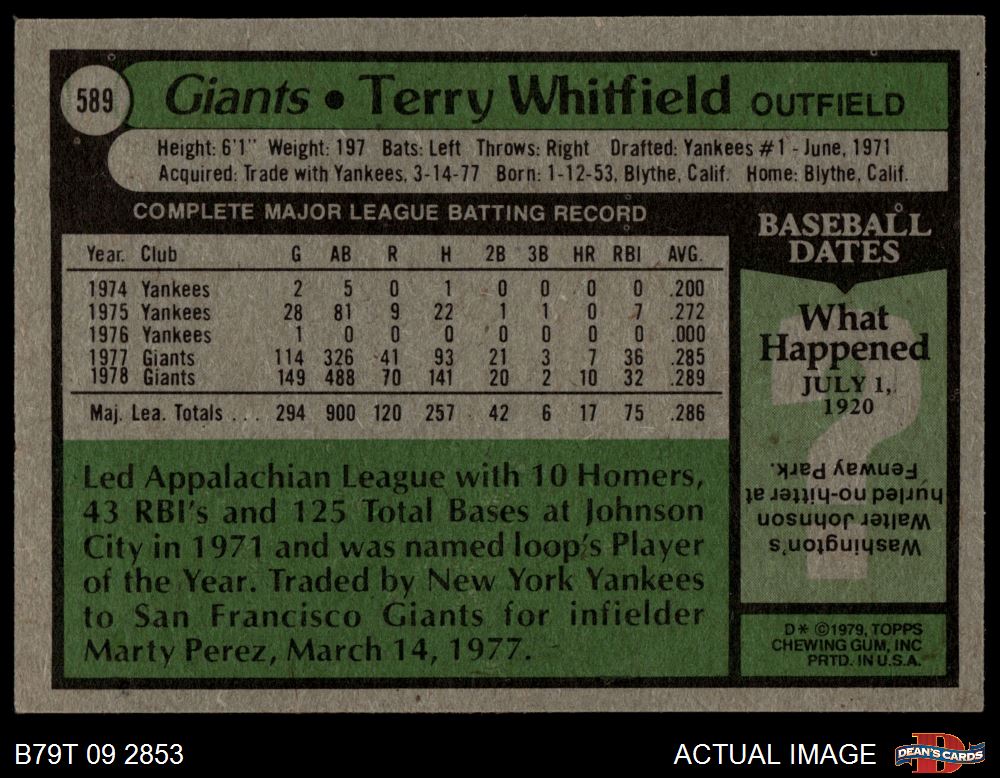 589
Giants • Terry Whitfield OUTFIELD
Height: 6'1" Weight: 197 Bats: Left Throws: Right Drafted: Yankees #1 - June, 1971
Acquired: Trade with Yankees, 3-14-77 Born: 1-12-53, Blythe, Calif. Home: Blythe, Calif.
COMPLETE MAJOR LEAGUE BATTING RECORD
Year. Club G AB R H 2B 3B HR RBI AVG.
1974 Yankees 2 5 0 1 0 0 0 0 .200
1975 Yankees 28 81 9 22 1 1 0 7 .272
1976 Yankees 1 0 0 0 0 0 0 0 .000
1977 Giants 114 326 41 93 21 3 7 36 .285
1978 Giants 149 488 70 141 20 2 10 32 .289
Maj. Lea. Totals . . . 294 900 120 257 42 6 17 75 .286
Led Appalachian League with 10 Homers,
43 RBI's and 125 Total Bases at Johnson
City in 1971 and was named loop's Player
of the Year. Traded by New York Yankees
to San Francisco Giants for infielder
Marty Perez, March 14, 1977.
BASEBALL
DATES
What
Happened
JULY 1,
1920
Washington's
Walter Johnson
hurled no-hitter at
Fenway Park.
D* ©1979, TOPPS
CHEWING GUM, INC
PRTD. IN U.S.A.
B79T 09 2853
ACTUAL IMAGE
DEAN'S CARDS